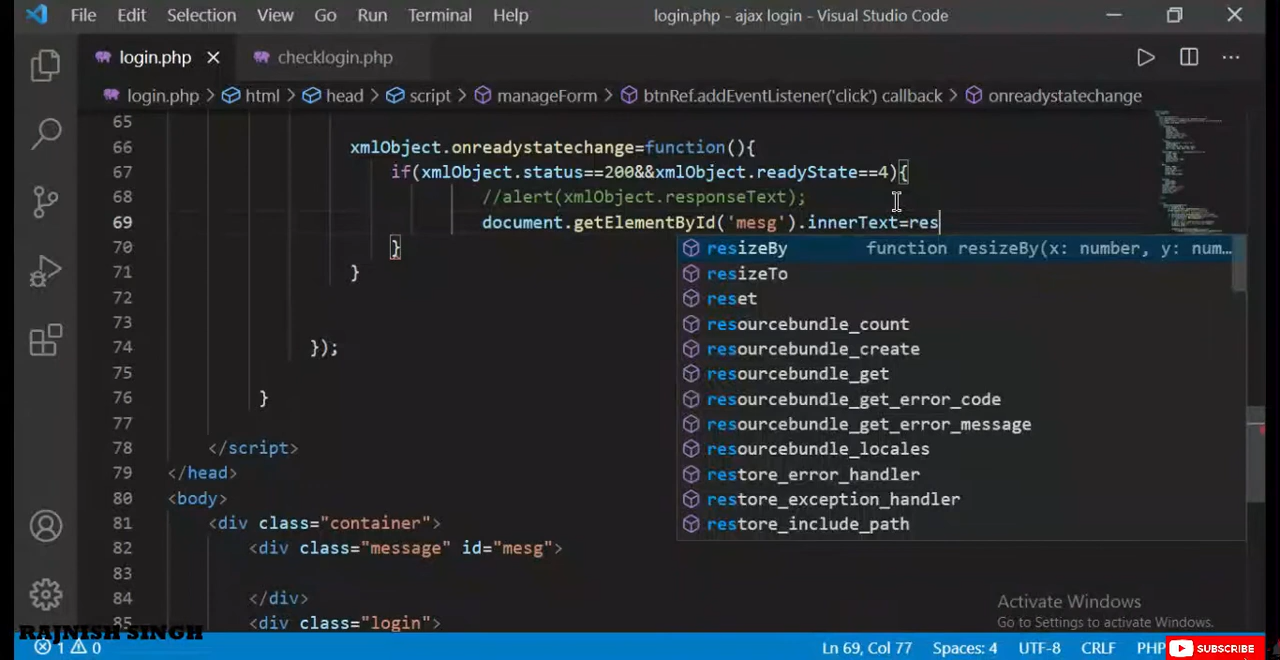 File Edit Selection View Go Run Terminal Help login.php - ajax login - Visual Studio Code
login.php checklogin.php
login.php > html > head > script > manageForm > btnRef.addEventListener('click') callback > onreadystatechange
65
66 xmlObject.onreadystatechange=function(){
67 if(xmlObject.status==200&&xmlObject.readyState==4){
68 //alert(xmlObject.responseText);
69 document.getElementById('mesg').innerText=res
70 }
resizeBy function resizeBy(x: number, y: num…
71 }
resizeTo
72
reset
73
resourcebundle_count
74 });
resourcebundle_create
75
resourcebundle_get
76 }
resourcebundle_get_error_code
77
resourcebundle_get_error_message
78 </script>
resourcebundle_locales
79 </head>
restore_error_handler
80 <body>
restore_exception_handler
81 <div class="container">
restore_include_path
82 <div class="message" id="mesg">
83
84 </div>
85 <div class="login">
Activate Windows
Go to Settings to activate Windows.
RAJNISH SINGH
1 0 Ln 69, Col 77 Spaces: 4 UTF-8 CRLF PHP
SUBSCRIBE